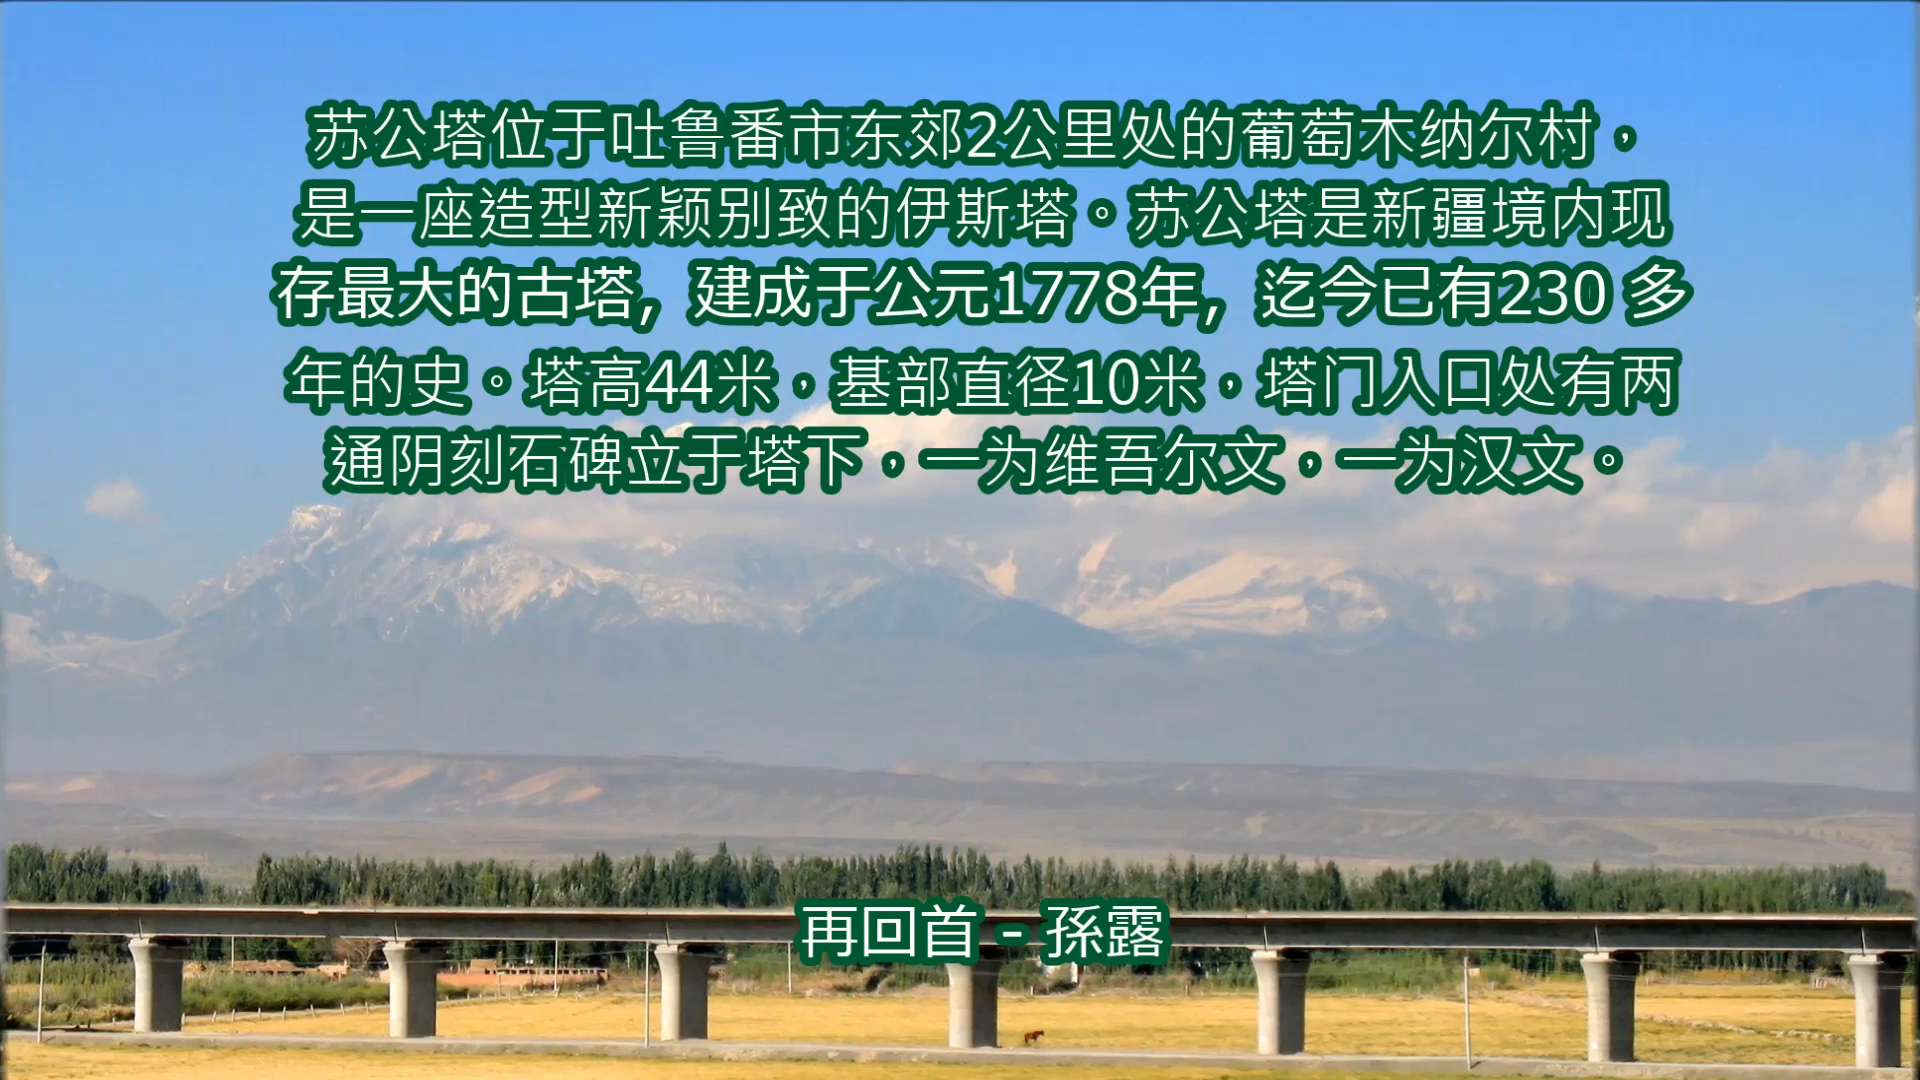 苏公塔位于吐鲁番市东郊2公里处的葡萄木纳尔村，
是一座造型新颖别致的伊斯塔。苏公塔是新疆境内现
存最大的古塔，建成于公元1778年，迄今已有230 多
年的史。塔高44米，基部直径10米，塔门入口处有两
通阴刻石碑立于塔下，一为维吾尔文，一为汉文。
再回首 - 孫露